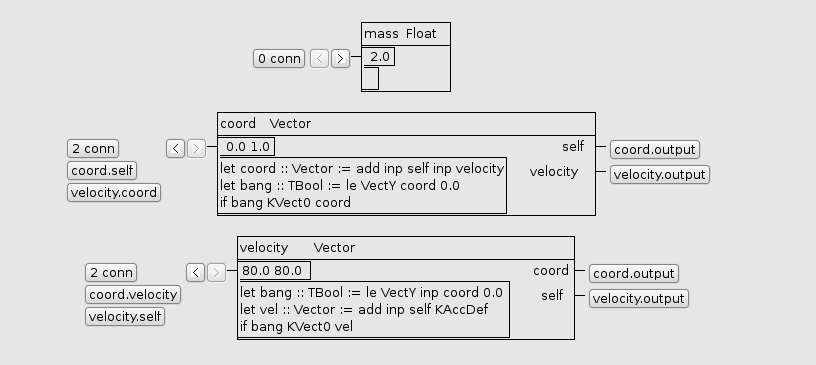 mass Float
0 conn < >
2.0
coord Vector
2 conn < >
0.0 1.0
self
coord.output
coord.self
let coord :: Vector := add inp self inp velocity
velocity
velocity.output
velocity.coord
let bang :: TBool := le VectY coord 0.0
if bang KVect0 coord
velocity Vector
2 conn < >
80.0 80.0
coord
coord.output
coord.velocity
let bang :: TBool := le VectY inp coord 0.0
self
velocity.output
velocity.self
let vel :: Vector := add inp self KAccDef
if bang KVect0 vel